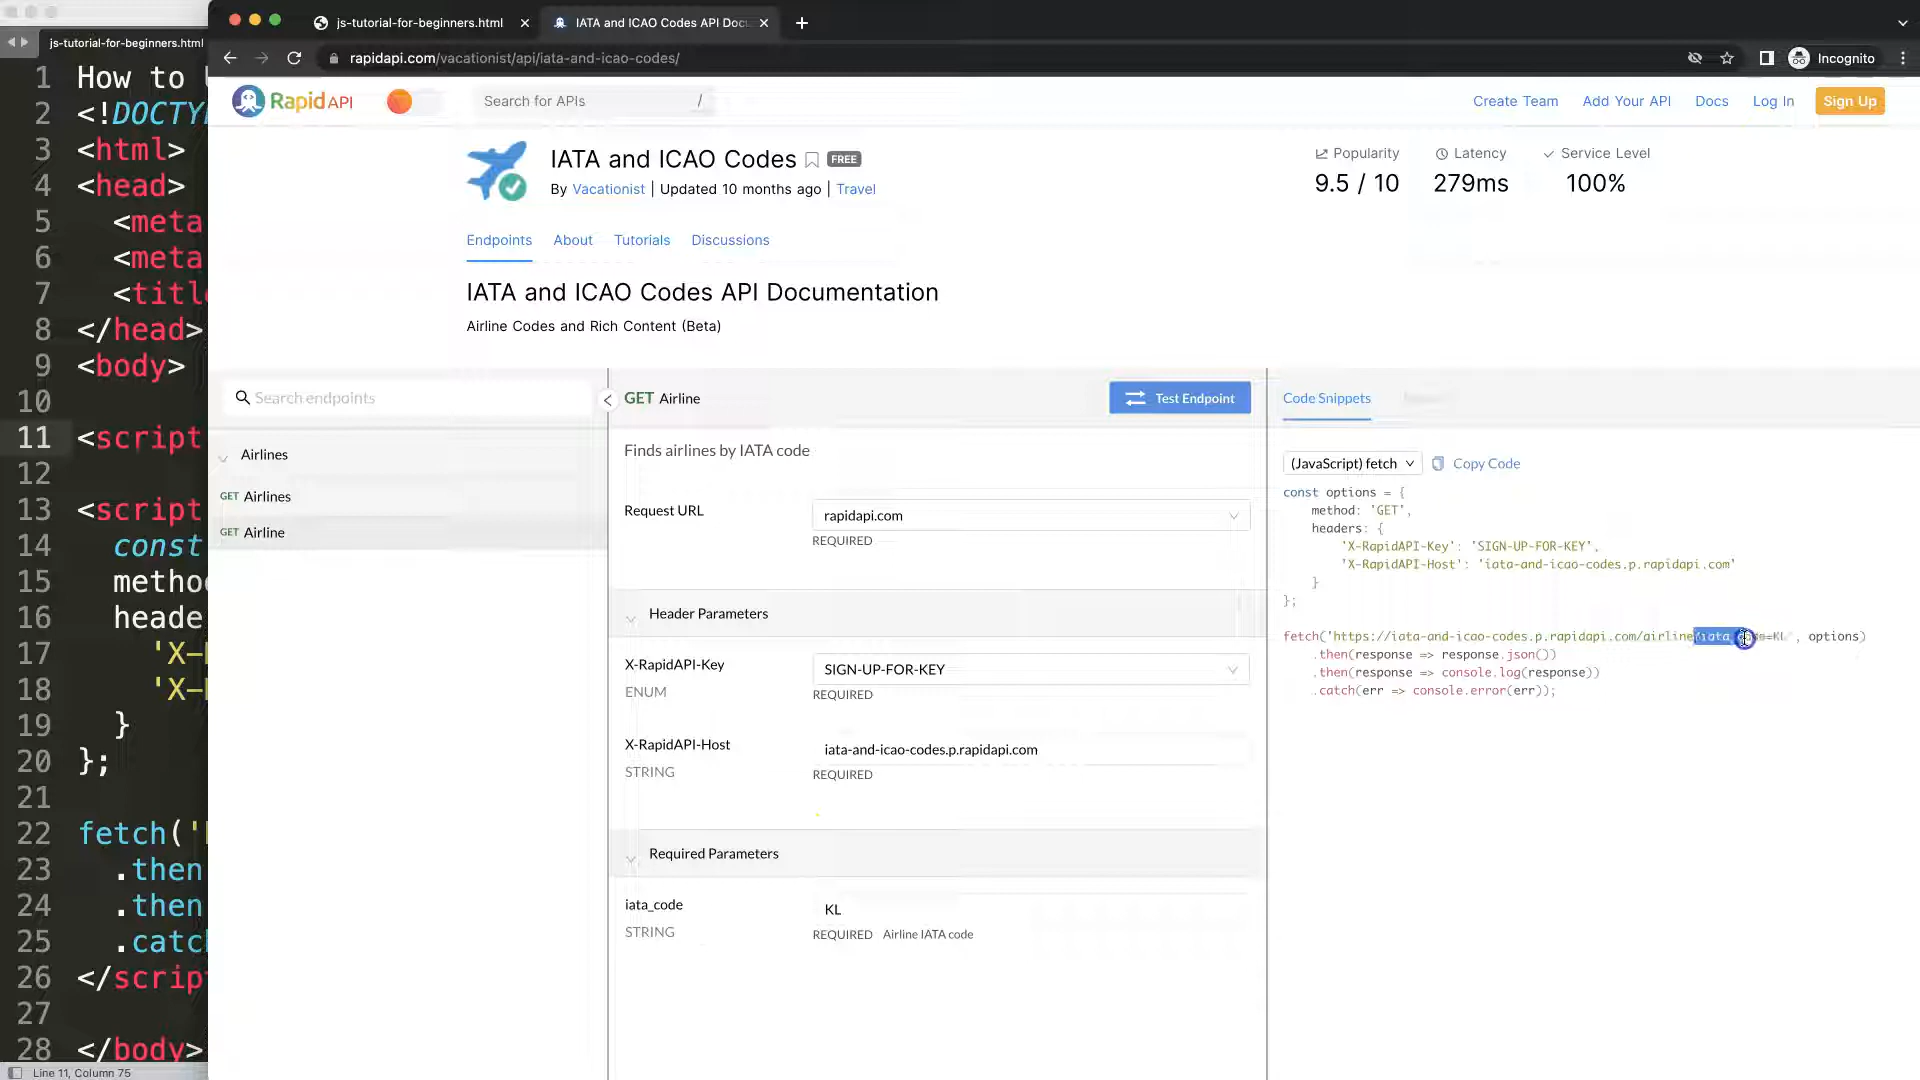 js-tutorial-for-beginners.html
IATA and ICAO Codes API Doc
rapidapi.com/vacationist/api/iata-and-icao-codes/
Incognito
js-tutorial-for-beginners.html
1 How to
2 <!DOCTY
3 <html>
4 <head>
5 <meta
6 <meta
7 <titl
8 </head>
9 <body>
10
11 <script
12
13 <script
14 const
15 metho
16 heade
17 'X-
18 'X-
19 }
20 };
21
22 fetch('
23 .then
24 .then
25 .catc
26 </scrip
27
28 </body>
Line 11, Column 75
Rapid API
Search for APIs /
Create Team
Add Your API
Docs
Log In
Sign Up
IATA and ICAO Codes FREE
By Vacationist | Updated 10 months ago | Travel
Popularity
9.5 / 10
Latency
279ms
Service Level
100%
Endpoints About Tutorials Discussions
IATA and ICAO Codes API Documentation
Airline Codes and Rich Content (Beta)
Search endpoints
Airlines
GET Airlines
GET Airline
GET Airline
Test Endpoint
Finds airlines by IATA code
Request URL
rapidapi.com
REQUIRED
Header Parameters
X-RapidAPI-Key
ENUM
SIGN-UP-FOR-KEY
REQUIRED
X-RapidAPI-Host
STRING
iata-and-icao-codes.p.rapidapi.com
REQUIRED
Required Parameters
iata_code
STRING
KL
REQUIRED Airline IATA code
Code Snippets
(JavaScript) fetch
Copy Code
const options = {
method: 'GET',
headers: {
'X-RapidAPI-Key': 'SIGN-UP-FOR-KEY',
'X-RapidAPI-Host': 'iata-and-icao-codes.p.rapidapi.com'
}
};
fetch('https://iata-and-icao-codes.p.rapidapi.com/airline?iata =KL', options)
.then(response => response.json())
.then(response => console.log(response))
.catch(err => console.error(err));